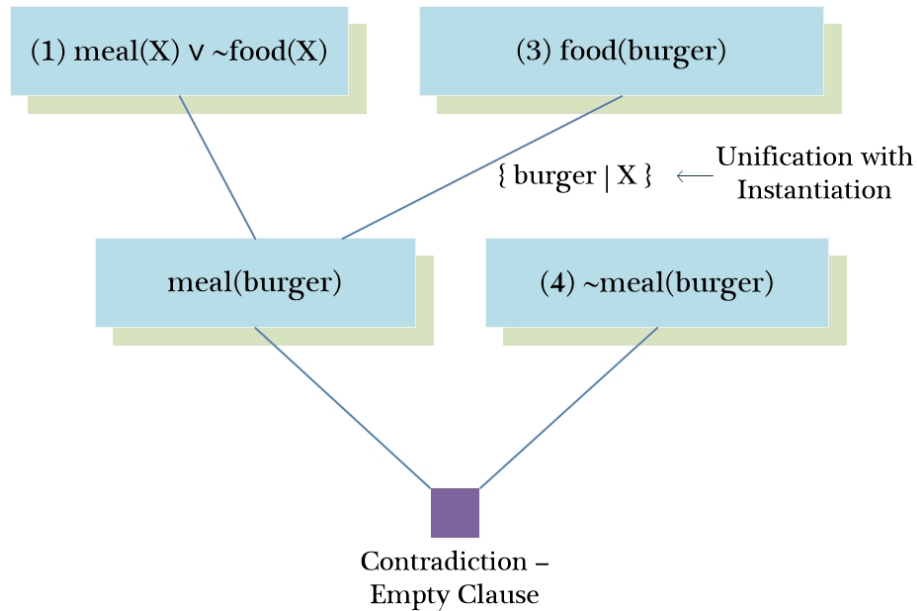 (1) meal(X) ∨ ~food(X)
(3) food(burger)
{ burger | X }
Unification with
Instantiation
meal(burger)
(4) ~meal(burger)
Contradiction –
Empty Clause